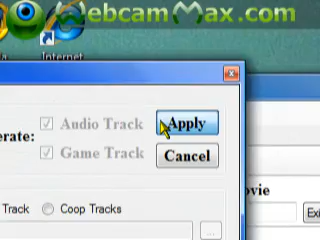 WebcamMax.com
Internet
Audio Track
Apply
erate:
Game Track
Cancel
ovie
Track
Coop Tracks
...